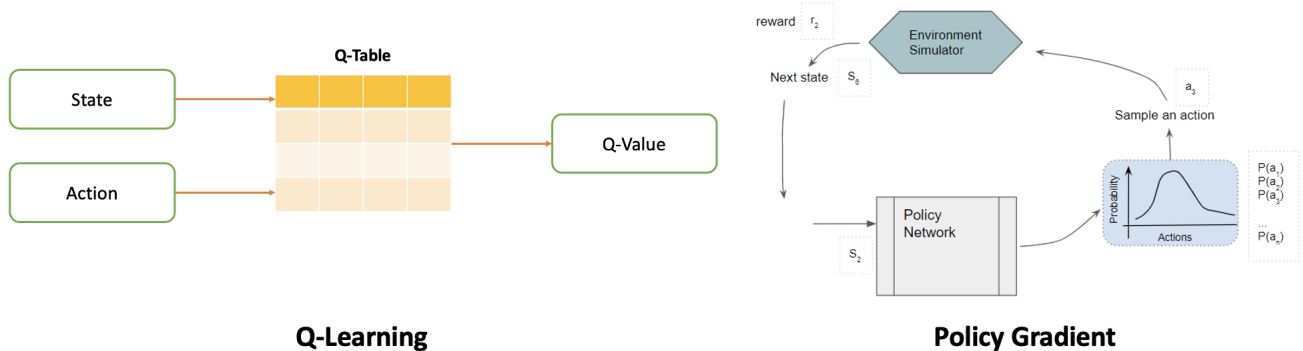 Q-Table
State
Action
Q-Value
Q-Learning
reward r₂
Environment
Simulator
Next state S₆
a₃
Sample an action
Probability
Actions
P(a₁)
P(a₂)
P(a₃)
...
P(aₙ)
Policy
Network
S₂
Policy Gradient